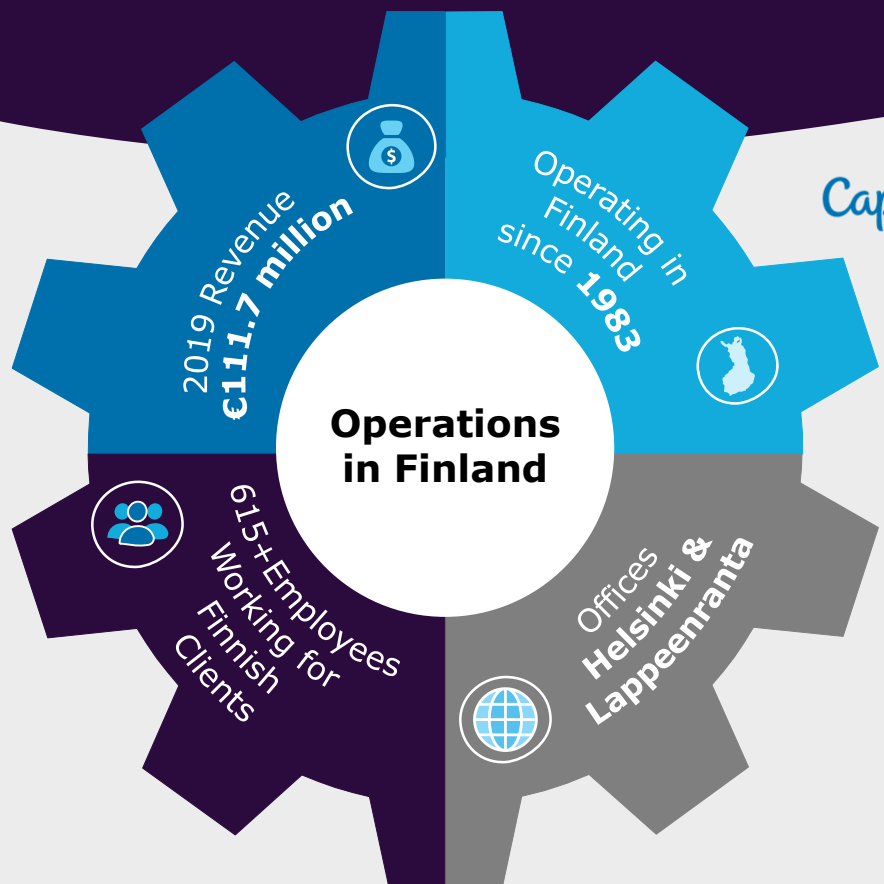 2019 Revenue
€111.7 million
Operating in
Finland
since 1983
Cap
Operations
in Finland
615+Employees
Working for
Finnish
Clients
Offices
Helsinki &
Lappeenranta
$